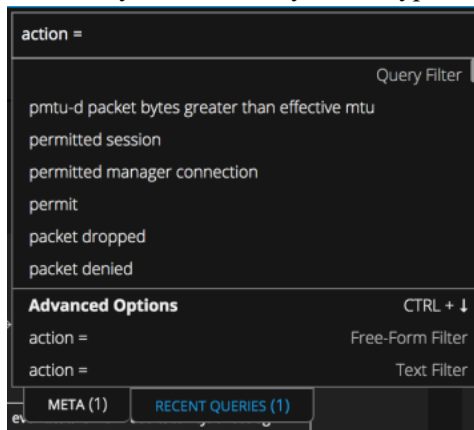 action =
Query Filter
pmtu-d packet bytes greater than effective mtu
permitted session
permitted manager connection
permit
packet dropped
packet denied
Advanced Options CTRL + ↓
action = Free-Form Filter
action = Text Filter
META (1) RECENT QUERIES (1)